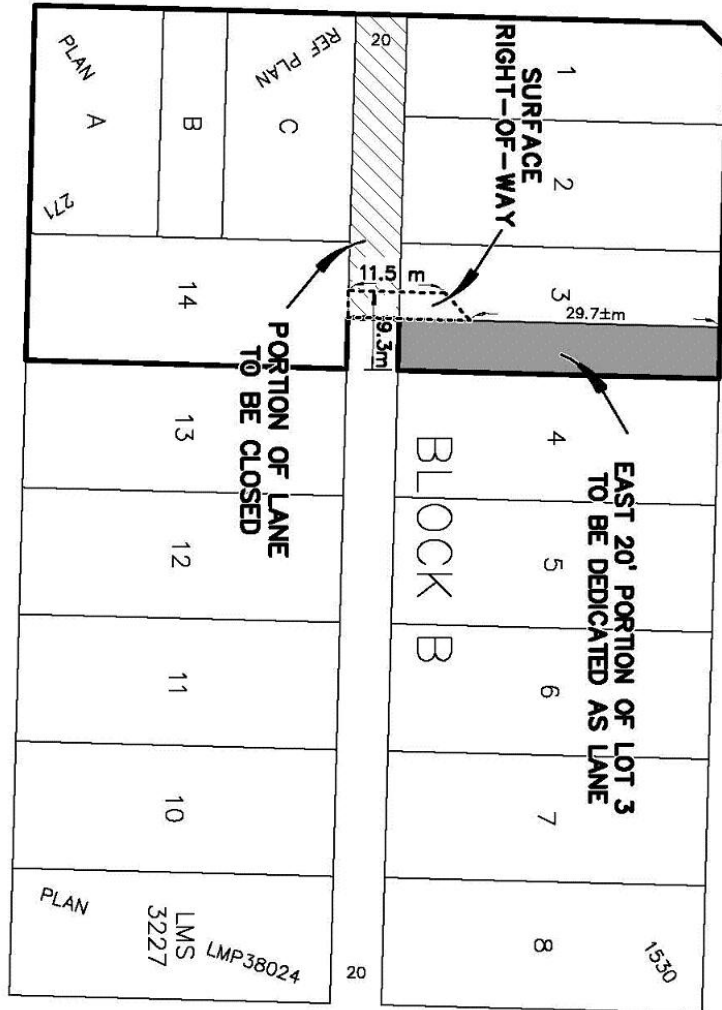 PLAN
A
271
B
REF PLAN
C
20
SURFACE
RIGHT-OF-WAY
1
2
3
14
11.5 m
9.3m
29.7±m
PORTION OF LANE
TO BE CLOSED
EAST 20' PORTION OF LOT 3
TO BE DEDICATED AS LANE
BLOCK B
13
12
11
10
4
5
6
7
8
PLAN
LMS
3227
LMP38024
20
1530